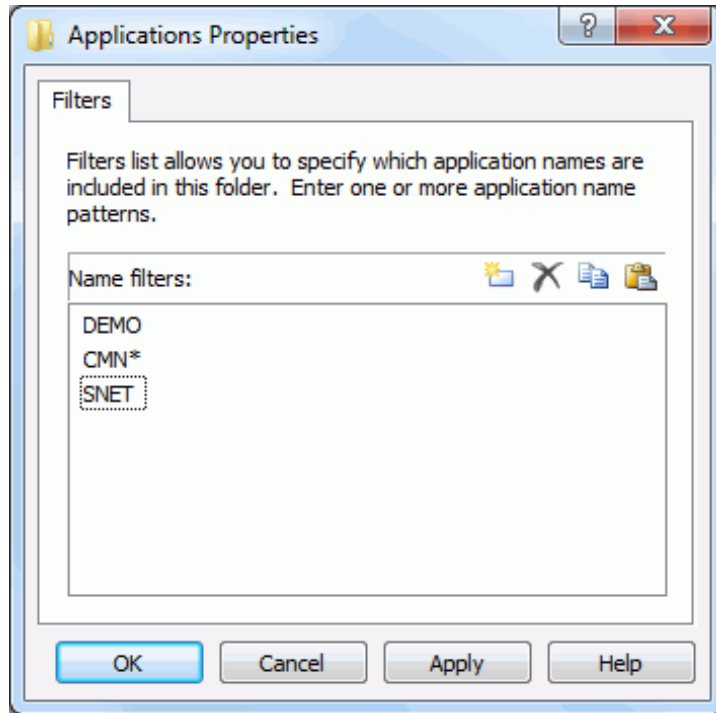 Applications Properties
Filters
Filters list allows you to specify which application names are
included in this folder.  Enter one or more application name
patterns.
Name filters:
DEMO
CMN*
SNET
OK Cancel Apply Help